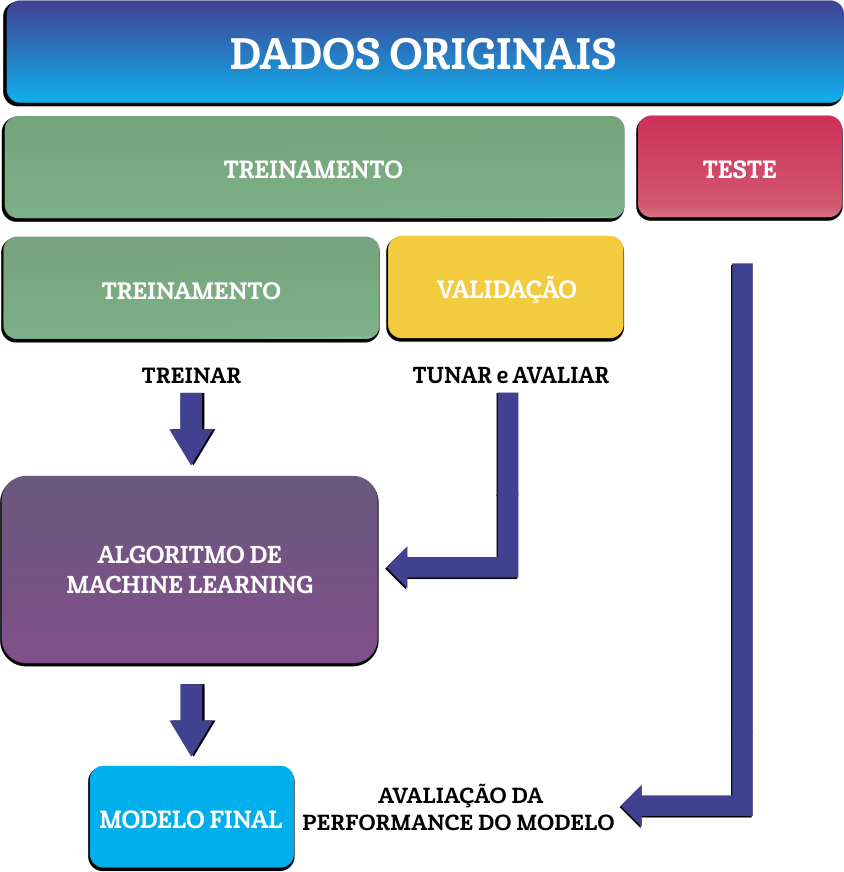 DADOS ORIGINAIS
TREINAMENTO
TESTE
TREINAMENTO
VALIDAÇÃO
TREINAR
TUNAR e AVALIAR
ALGORITMO DE
MACHINE LEARNING
MODELO FINAL
AVALIAÇÃO DA
PERFORMANCE DO MODELO